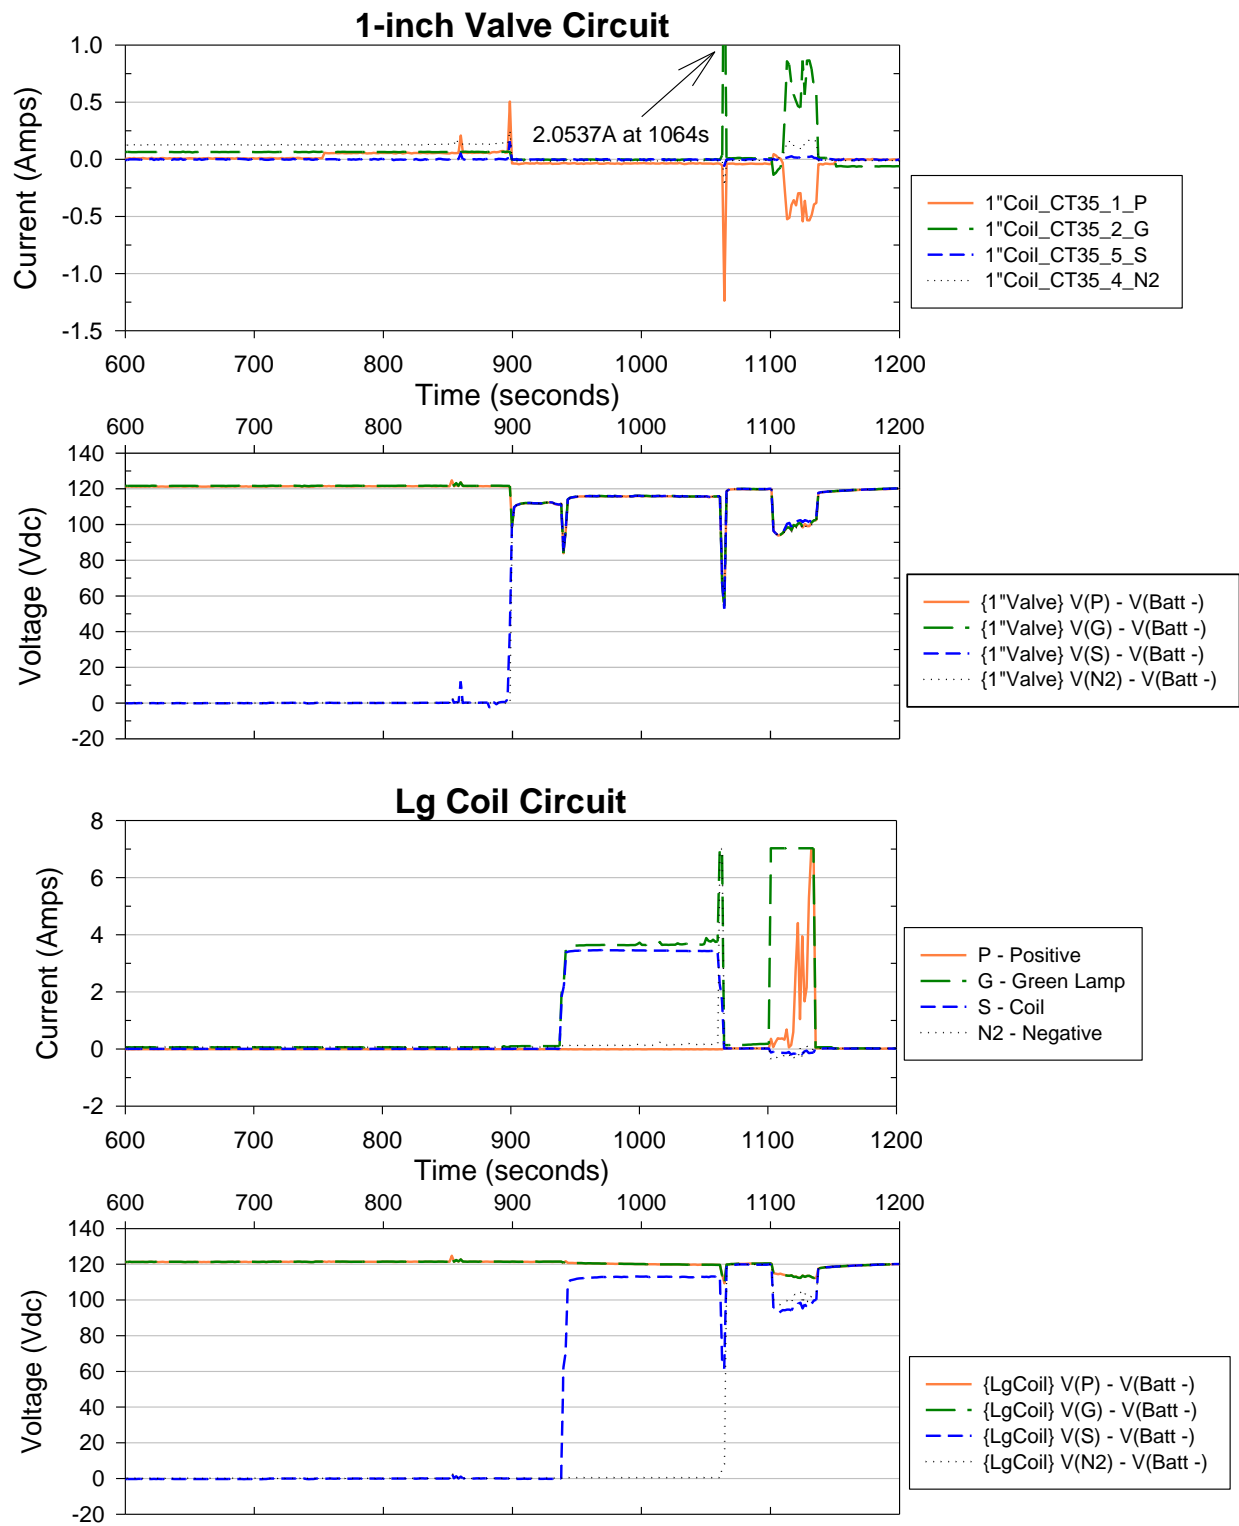 1-inch Valve Circuit
Current (Amps)
1.0
0.5
0.0
-0.5
-1.0
-1.5
2.0537A at 1064s
600 700 800 900 1000 1100 1200
Time (seconds)
1"Coil_CT35_1_P
1"Coil_CT35_2_G
1"Coil_CT35_5_S
1"Coil_CT35_4_N2
600 700 800 900 1000 1100 1200
Voltage (Vdc)
140
120
100
80
60
40
20
0
-20
{1"Valve} V(P) - V(Batt -)
{1"Valve} V(G) - V(Batt -)
{1"Valve} V(S) - V(Batt -)
{1"Valve} V(N2) - V(Batt -)
Lg Coil Circuit
Current (Amps)
8
6
4
2
0
-2
600 700 800 900 1000 1100 1200
Time (seconds)
P - Positive
G - Green Lamp
S - Coil
N2 - Negative
600 700 800 900 1000 1100 1200
Voltage (Vdc)
140
120
100
80
60
40
20
0
-20
{LgCoil} V(P) - V(Batt -)
{LgCoil} V(G) - V(Batt -)
{LgCoil} V(S) - V(Batt -)
{LgCoil} V(N2) - V(Batt -)